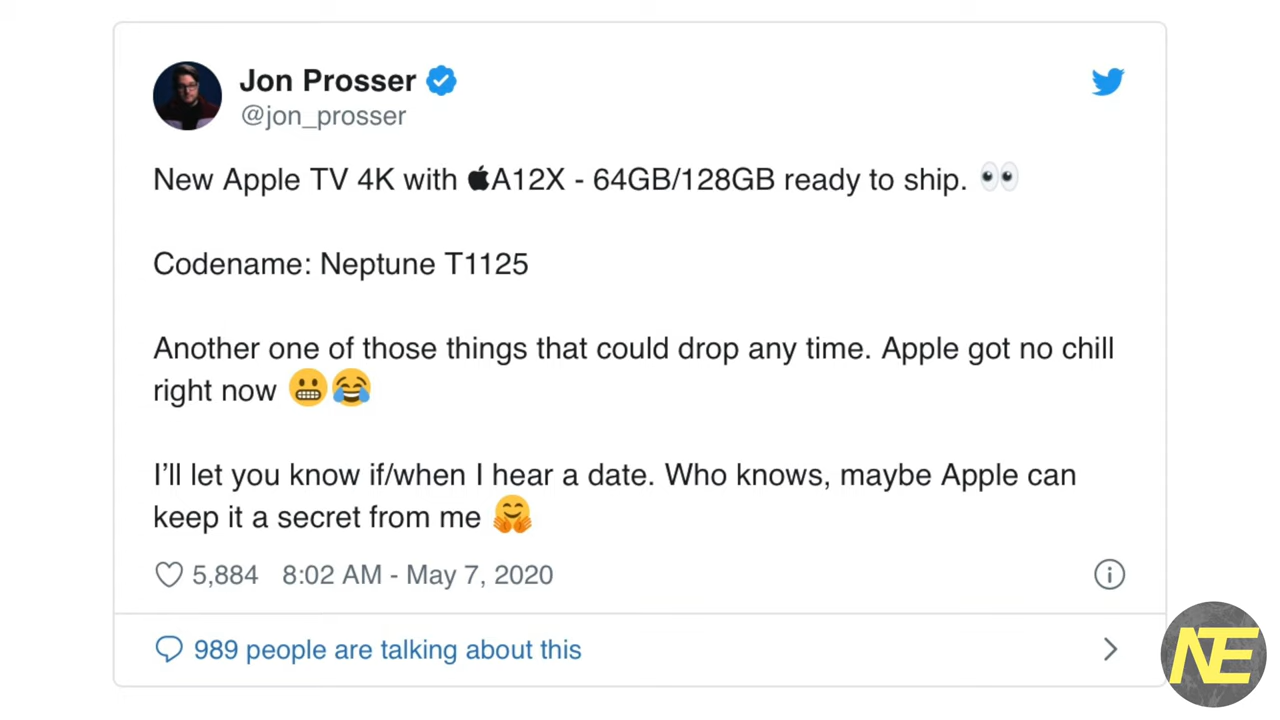 Jon Prosser
@jon_prosser
New Apple TV 4K with A12X - 64GB/128GB ready to ship. 👀
Codename: Neptune T1125
Another one of those things that could drop any time. Apple got no chill
right now 😬😂
I’ll let you know if/when I hear a date. Who knows, maybe Apple can
keep it a secret from me 🤗
5,884 8:02 AM - May 7, 2020
989 people are talking about this
NE